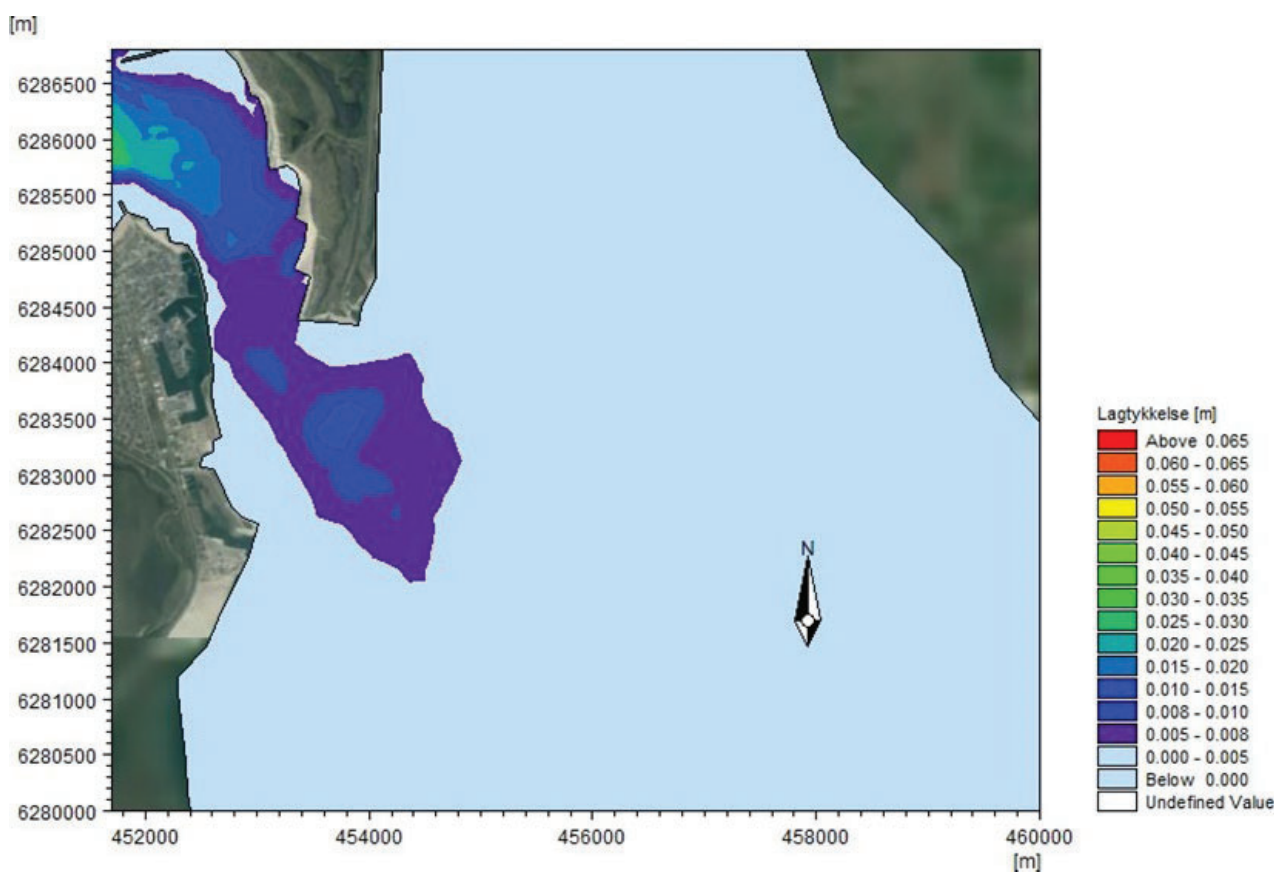 [m]
6286500
6286000
6285500
6285000
6284500
6284000
6283500
6283000
6282500
6282000
6281500
6281000
6280500
6280000
452000 454000 456000 458000 460000
[m]
N
Lagtykkelse [m]
Above 0.065
0.060 - 0.065
0.055 - 0.060
0.050 - 0.055
0.045 - 0.050
0.040 - 0.045
0.035 - 0.040
0.030 - 0.035
0.025 - 0.030
0.020 - 0.025
0.015 - 0.020
0.010 - 0.015
0.008 - 0.010
0.005 - 0.008
0.000 - 0.005
Below 0.000
Undefined Value